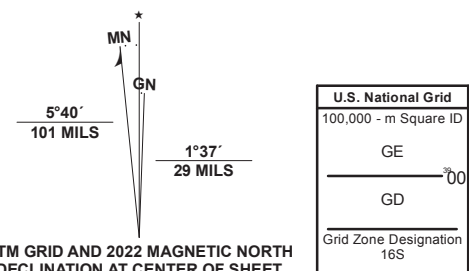 ★
MN
GN
5°40´
101 MILS
1°37´
29 MILS
TM GRID AND 2022 MAGNETIC NORTH
DECLINATION AT CENTER OF SHEET
U.S. National Grid
100,000 - m Square ID
GE
3900
GD
Grid Zone Designation
16S